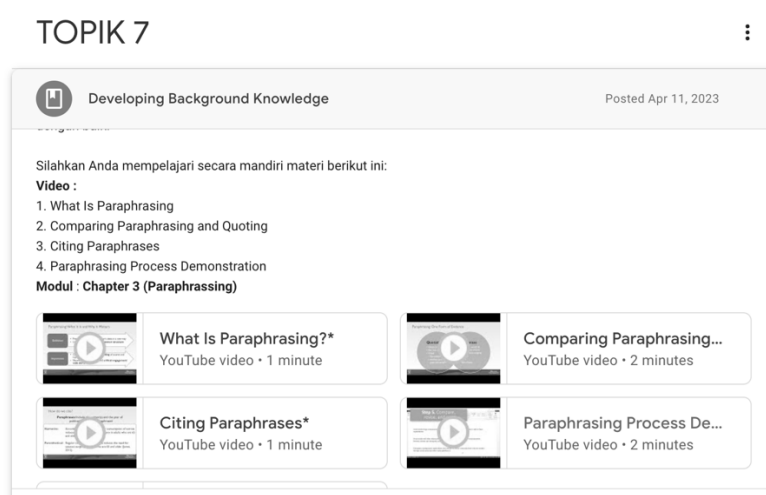 TOPIK 7
Developing Background Knowledge
Posted Apr 11, 2023
Silahkan Anda mempelajari secara mandiri materi berikut ini:
Video :
1. What Is Paraphrasing
2. Comparing Paraphrasing and Quoting
3. Citing Paraphrases
4. Paraphrasing Process Demonstration
Modul : Chapter 3 (Paraphrassing)
What Is Paraphrasing?*
YouTube video • 1 minute
Comparing Paraphrasing...
YouTube video • 2 minutes
Citing Paraphrases*
YouTube video • 1 minute
Paraphrasing Process De...
YouTube video • 2 minutes